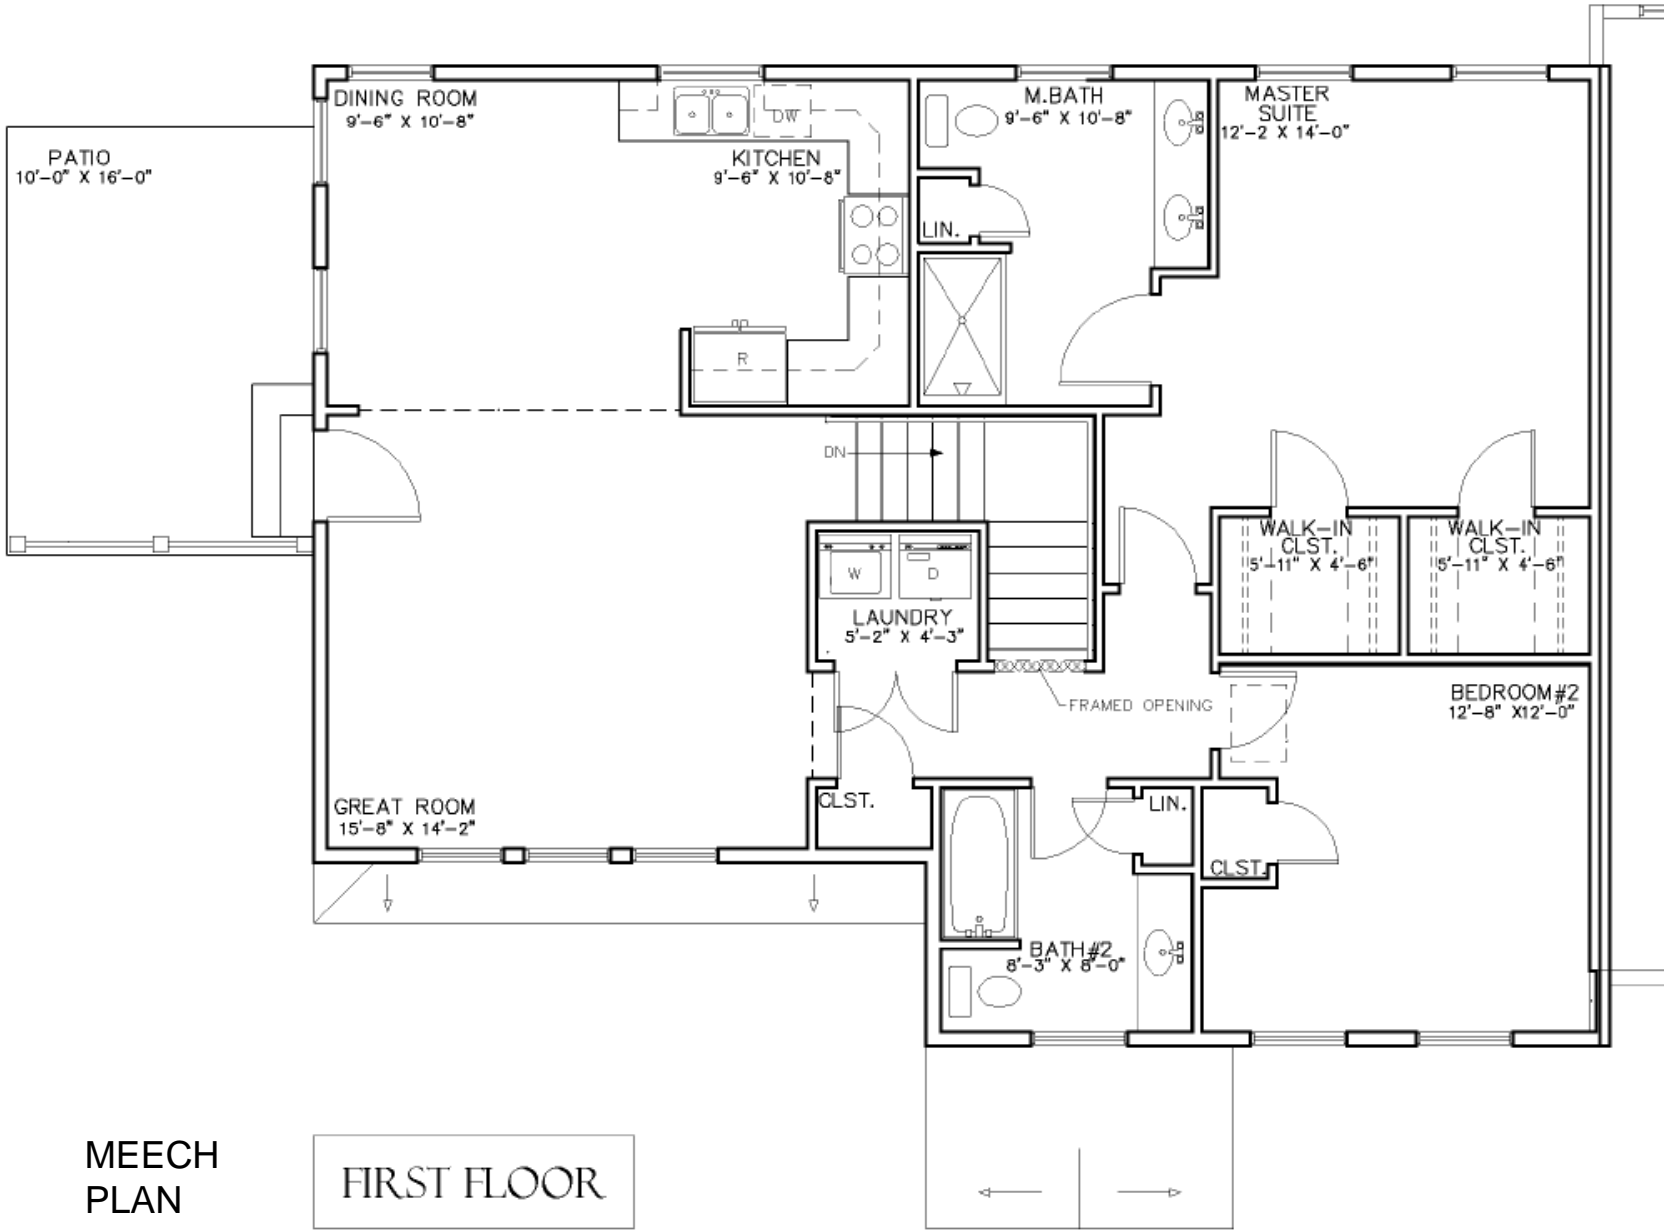 DINING ROOM
9'-6" X 10'-8"
M.BATH
9'-6" X 10'-8"
MASTER
SUITE
12'-2 X 14'-0"
DW
PATIO
10'-0" X 16'-0"
KITCHEN
9'-6" X 10'-8"
LIN.
R
DN
WALK-IN
CLST.
5'-11" X 4'-6"
WALK-IN
CLST.
5'-11" X 4'-6"
W
D
LAUNDRY
5'-2" X 4'-3"
FRAMED OPENING
BEDROOM#2
12'-8" X12'-0"
GREAT ROOM
15'-8" X 14'-2"
CLST.
LIN.
CLST.
BATH#2
8'-3" X 8'-0"
MEECH
PLAN
FIRST FLOOR